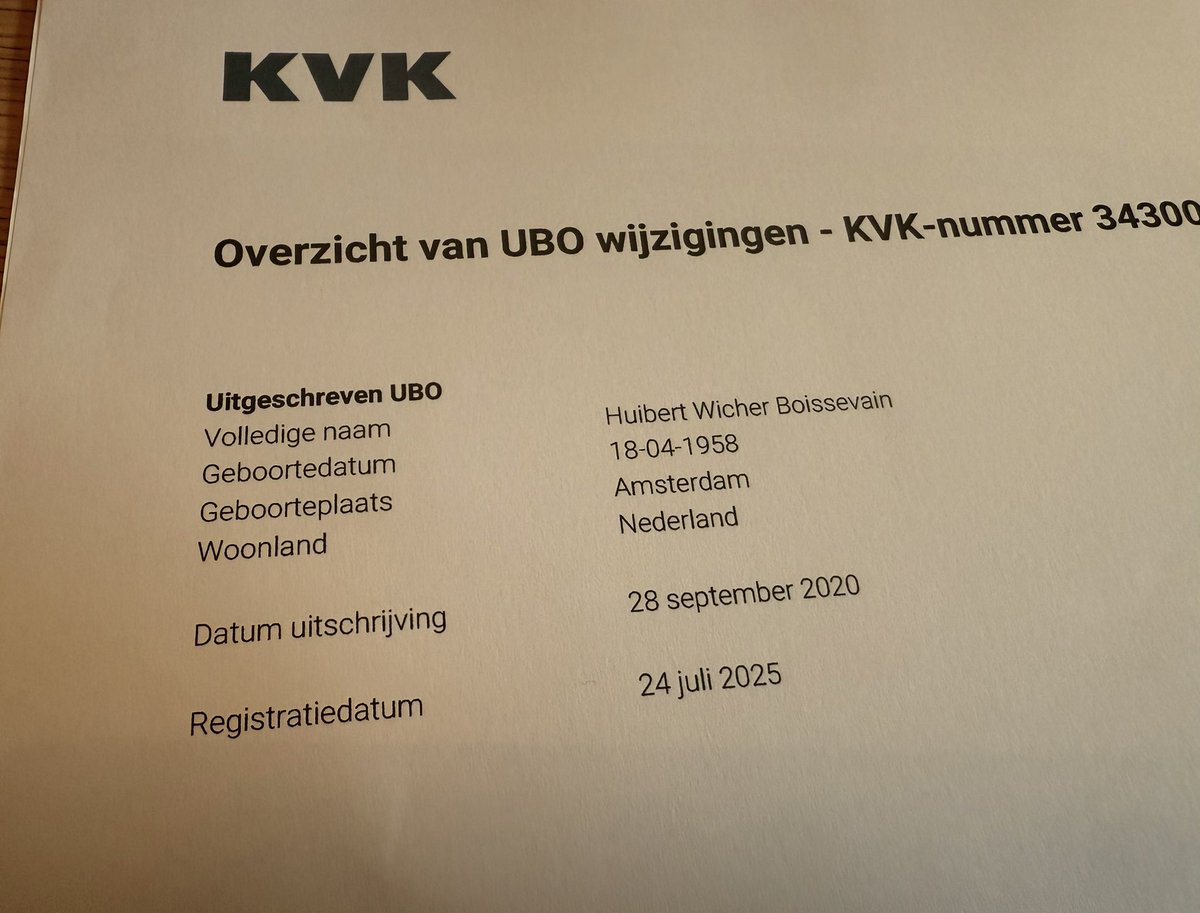 KVK
Overzicht van UBO wijzigingen - KVK-nummer 34300
Uitgeschreven UBO
Volledige naam Huibert Wicher Boissevain
Geboortedatum 18-04-1958
Geboorteplaats Amsterdam
Woonland Nederland
Datum uitschrijving 28 september 2020
Registratiedatum 24 juli 2025